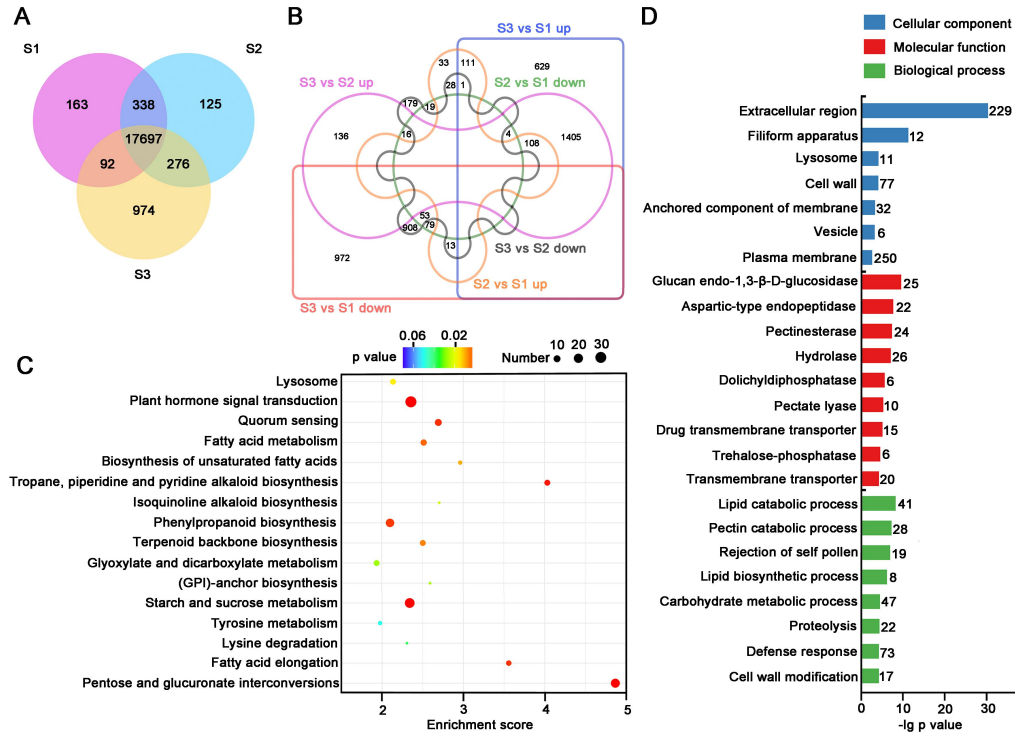 A
S1
S2
163
338
125
17697
92
276
974
S3
B
S3 vs S1 up
33
111
629
28
1
S2 vs S1 down
S3 vs S2 up
179
19
136
16
4
108
1405
53
908
79
13
S3 vs S2 down
972
S2 vs S1 up
S3 vs S1 down
C
p value
0.06
0.02
Number
10
20
30
Lysosome
Plant hormone signal transduction
Quorum sensing
Fatty acid metabolism
Biosynthesis of unsaturated fatty acids
Tropane, piperidine and pyridine alkaloid biosynthesis
Isoquinoline alkaloid biosynthesis
Phenylpropanoid biosynthesis
Terpenoid backbone biosynthesis
Glyoxylate and dicarboxylate metabolism
(GPI)-anchor biosynthesis
Starch and sucrose metabolism
Tyrosine metabolism
Lysine degradation
Fatty acid elongation
Pentose and glucuronate interconversions
2
3
4
5
Enrichment score
D
Cellular component
Molecular function
Biological process
Extracellular region 229
Filiform apparatus 12
Lysosome 11
Cell wall 77
Anchored component of membrane 32
Vesicle 6
Plasma membrane 250
Glucan endo-1,3-β-D-glucosidase 25
Aspartic-type endopeptidase 22
Pectinesterase 24
Hydrolase 26
Dolichyldiphosphatase 6
Pectate lyase 10
Drug transmembrane transporter 15
Trehalose-phosphatase 6
Transmembrane transporter 20
Lipid catabolic process 41
Pectin catabolic process 28
Rejection of self pollen 19
Lipid biosynthetic process 8
Carbohydrate metabolic process 47
Proteolysis 22
Defense response 73
Cell wall modification 17
0
10
20
30
-lg p value